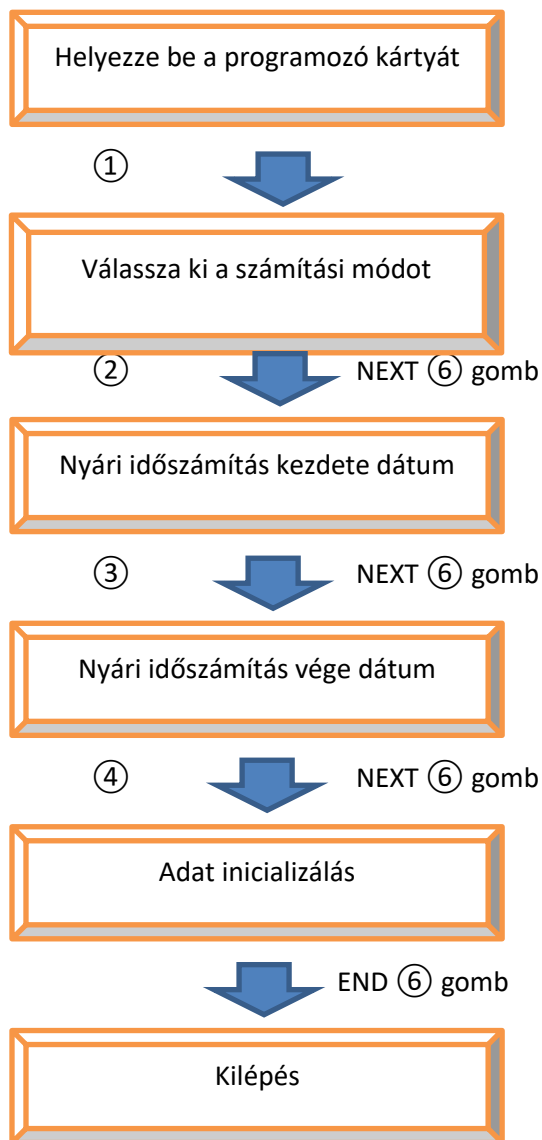 Helyezze be a programozó kártyát
①
Válassza ki a számítási módot
② NEXT ⑥ gomb
Nyári időszámítás kezdete dátum
③ NEXT ⑥ gomb
Nyári időszámítás vége dátum
④ NEXT ⑥ gomb
Adat inicializálás
END ⑥ gomb
Kilépés